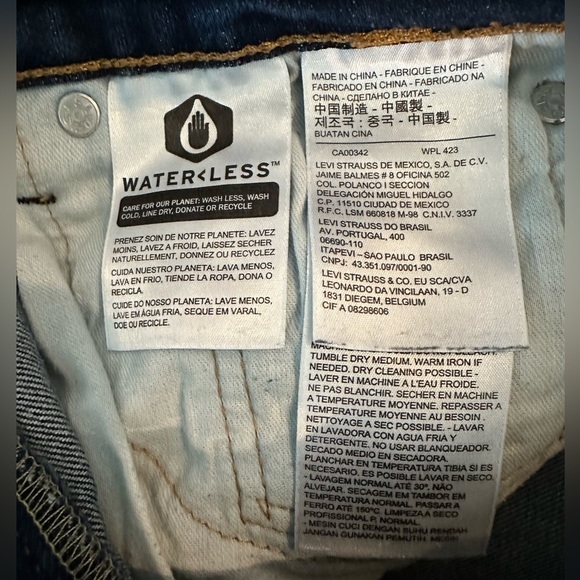 WATER<LESS™
CARE FOR OUR PLANET: WASH LESS, WASH
COLD, LINE DRY, DONATE OR RECYCLE
PRENEZ SOIN DE NOTRE PLANETE: LAVEZ
MOINS, LAVEZ A FROID, LAISSEZ SECHER
NATURELLEMENT, DONNEZ OU RECYCLEZ
CUIDA NUESTRO PLANETA: LAVA MENOS,
LAVA EN FRIO, TIENDE LA ROPA, DONA O
RECICLA.
CUIDE DO NOSSO PLANETA: LAVE MENOS,
LAVE EM ÁGUA FRIA, SEQUE EM VARAL,
DOE OU RECICLE.
MADE IN CHINA - FABRIQUE EN CHINE -
FABRICADO EN CHINA - FABRICADO NA
CHINA - СДЕЛАНО В КИТАЕ -
中国制造 - 中國製 -
제조국 : 중국 - 中国製 -
BUATAN CINA
CA00342 WPL 423
LEVI STRAUSS DE MEXICO, S.A. DE C.V.
JAIME BALMES # 8 OFICINA 502
COL. POLANCO I SECCION
DELEGACIÓN MIGUEL HIDALGO
C.P. 11510 CIUDAD DE MEXICO
R.F.C. LSM 660818 M-98 C.N.I.V. 3337
LEVI STRAUSS DO BRASIL
AV. PORTUGAL, 400
06690-110
ITAPEVI – SAO PAULO BRASIL
CNPJ: 43.351.097/0001-90
LEVI STRAUSS & CO. EU SCA/CVA
LEONARDO DA VINCILAAN, 19 - D
1831 DIEGEM, BELGIUM
CIF A 08298606
TUMBLE DRY MEDIUM. WARM IRON IF
NEEDED. DRY CLEANING POSSIBLE -
LAVER EN MACHINE A L'EAU FROIDE.
NE PAS BLANCHIR. SECHER EN MACHINE
A TEMPERATURE MOYENNE. REPASSER A
TEMPERATURE MOYENNE AU BESOIN.
NETTOYAGE A SEC POSSIBLE - LAVAR
EN LAVADORA CON AGUA FRIA Y
DETERGENTE. NO USAR BLANQUEADOR.
SECADO MEDIO EN SECADORA.
PLANCHAR EN TEMPERATURA TIBIA SÍ ES
NECESARIO. ES POSIBLE LIMPIAR EN SECO
- LAVAGEM NORMAL ATÉ 30º. NÃO
ALVEJAR. SECAGEM EM TAMBOR EM
TEMPERATURA NORMAL. PASSAR A
FERRO ATÉ 150ºC. LIMPEZA A SECO
PROFISSIONAL P, NORMAL.
- MESIN CUCI DENGAN SUHU RENDAH
JANGAN GUNAKAN PEMUTIH.